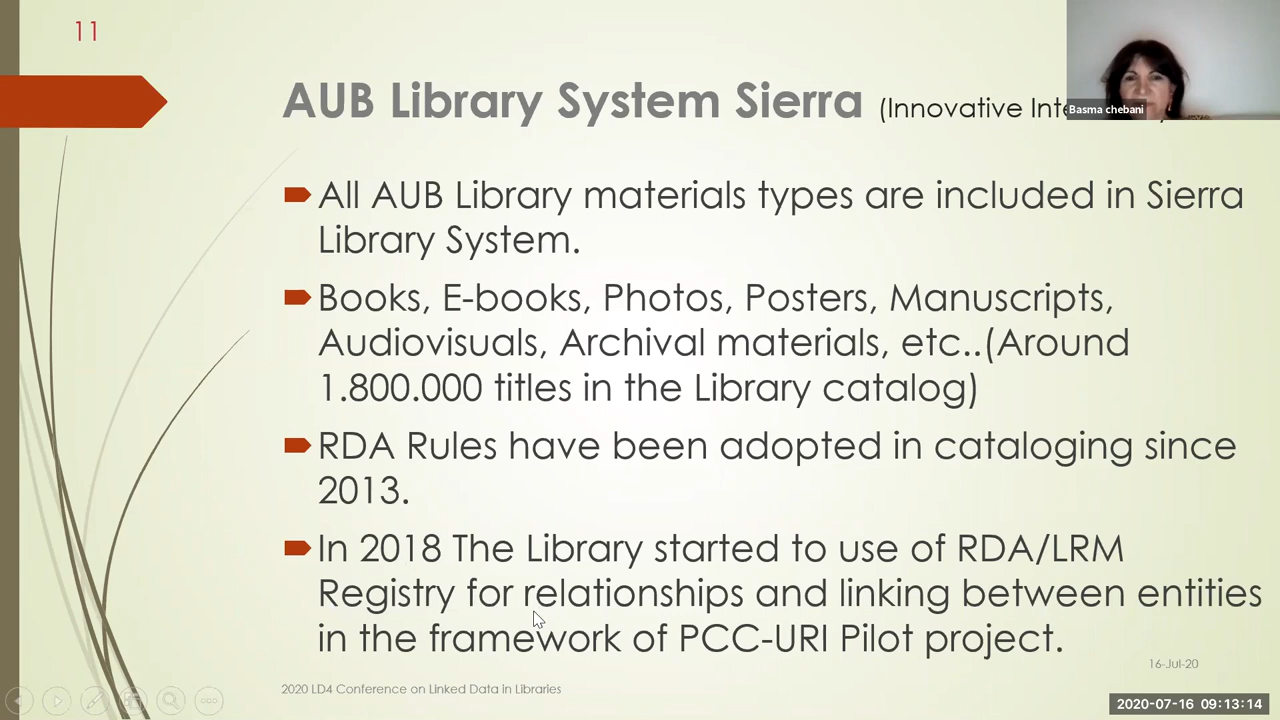 11
AUB Library System Sierra (Innovative
Basma chebani
All AUB Library materials types are included in Sierra
Library System.
Books, E-books, Photos, Posters, Manuscripts,
Audiovisuals, Archival materials, etc..(Around
1.800.000 titles in the Library catalog)
RDA Rules have been adopted in cataloging since
2013.
In 2018 The Library started to use of RDA/LRM
Registry for relationships and linking between entities
in the framework of PCC-URI Pilot project.
16-Jul-20
2020 LD4 Conference on Linked Data in Libraries
2020-07-16 09:13:14